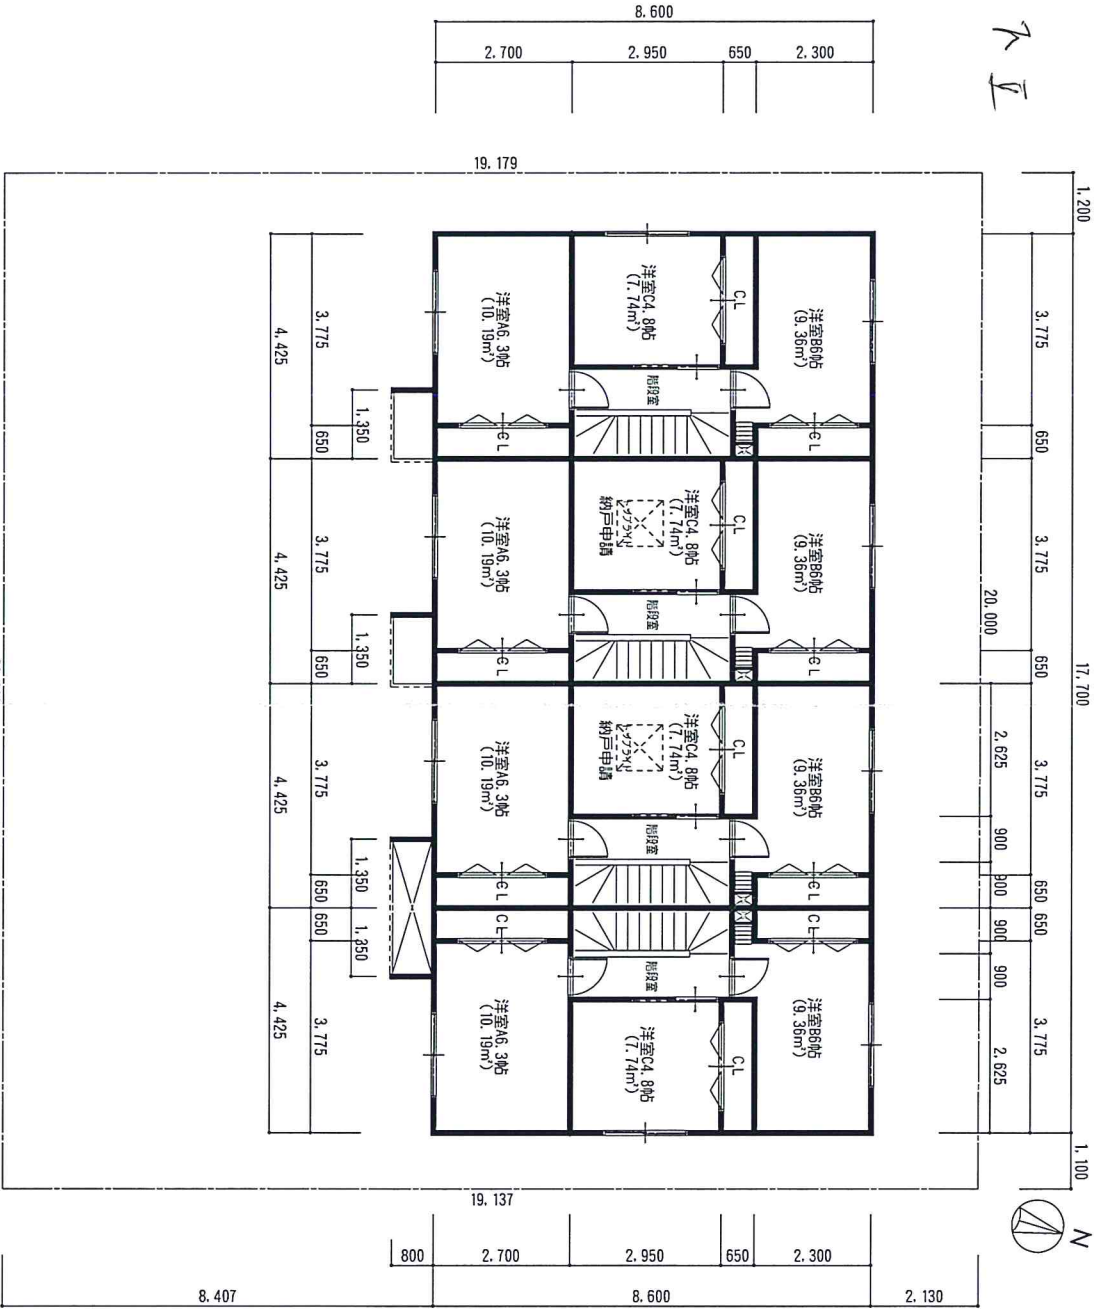 8.600
2.700
2.950
650
2.300
19.179
1.200
3.775
650
3.775
650
3.775
650
650
3.775
20.000
17.700
2.625
900
900
900
900
2.625
1.100
洋室A6.3帖
(10.19㎡)
洋室C4.8帖
(7.74㎡)
CL
洋室B6帖
(9.36㎡)
階段室
CL
CL
洋室A6.3帖
(10.19㎡)
洋室C4.8帖
(7.74㎡)
トップライト
納戸申請
CL
洋室B6帖
(9.36㎡)
階段室
CL
CL
洋室A6.3帖
(10.19㎡)
洋室C4.8帖
(7.74㎡)
トップライト
納戸申請
CL
洋室B6帖
(9.36㎡)
階段室
CL
CL
CL
CL
洋室A6.3帖
(10.19㎡)
階段室
洋室C4.8帖
(7.74㎡)
CL
洋室B6帖
(9.36㎡)
4.425
3.775
650
1.350
4.425
3.775
650
1.350
4.425
3.775
650
1.350
4.425
650
3.775
1.350
19.137
N
800
2.700
2.950
650
2.300
8.407
8.600
2.130